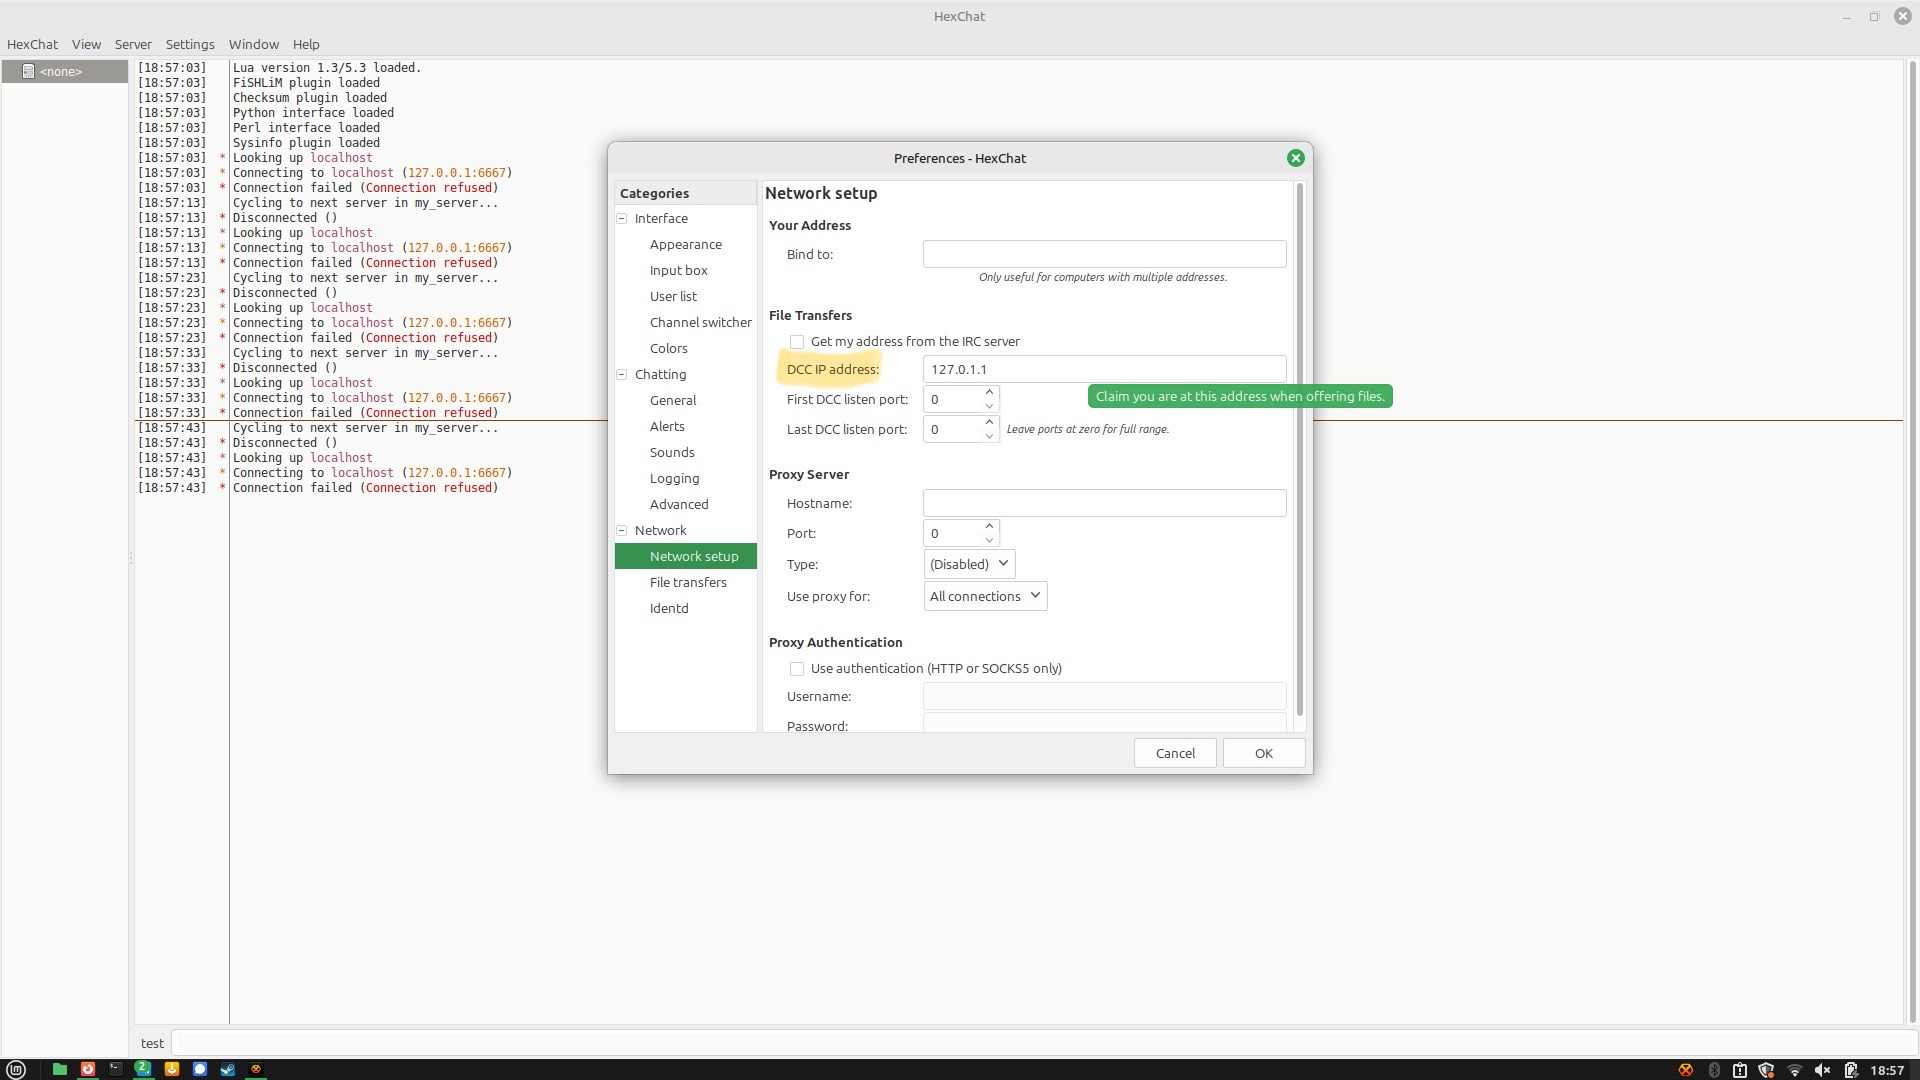 HexChat
HexChat View Server Settings Window Help
<none>
[18:57:03] Lua version 1.3/5.3 loaded.
[18:57:03] FiSHLiM plugin loaded
[18:57:03] Checksum plugin loaded
[18:57:03] Python interface loaded
[18:57:03] Perl interface loaded
[18:57:03] Sysinfo plugin loaded
[18:57:03] * Looking up localhost
[18:57:03] * Connecting to localhost (127.0.0.1:6667)
[18:57:03] * Connection failed (Connection refused)
[18:57:13] Cycling to next server in my_server...
[18:57:13] * Disconnected ()
[18:57:13] * Looking up localhost
[18:57:13] * Connecting to localhost (127.0.0.1:6667)
[18:57:13] * Connection failed (Connection refused)
[18:57:23] Cycling to next server in my_server...
[18:57:23] * Disconnected ()
[18:57:23] * Looking up localhost
[18:57:23] * Connecting to localhost (127.0.0.1:6667)
[18:57:23] * Connection failed (Connection refused)
[18:57:33] Cycling to next server in my_server...
[18:57:33] * Disconnected ()
[18:57:33] * Looking up localhost
[18:57:33] * Connecting to localhost (127.0.0.1:6667)
[18:57:33] * Connection failed (Connection refused)
[18:57:43] Cycling to next server in my_server...
[18:57:43] * Disconnected ()
[18:57:43] * Looking up localhost
[18:57:43] * Connecting to localhost (127.0.0.1:6667)
[18:57:43] * Connection failed (Connection refused)
Preferences - HexChat
Categories
Interface
Appearance
Input box
User list
Channel switcher
Colors
Chatting
General
Alerts
Sounds
Logging
Advanced
Network
Network setup
File transfers
Identd
Network setup
Your Address
Bind to:
Only useful for computers with multiple addresses.
File Transfers
Get my address from the IRC server
DCC IP address: 127.0.1.1
Claim you are at this address when offering files.
First DCC listen port: 0
Last DCC listen port: 0 Leave ports at zero for full range.
Proxy Server
Hostname:
Port: 0
Type: (Disabled)
Use proxy for: All connections
Proxy Authentication
Use authentication (HTTP or SOCKS5 only)
Username:
Password:
Cancel OK
test
2
18:57